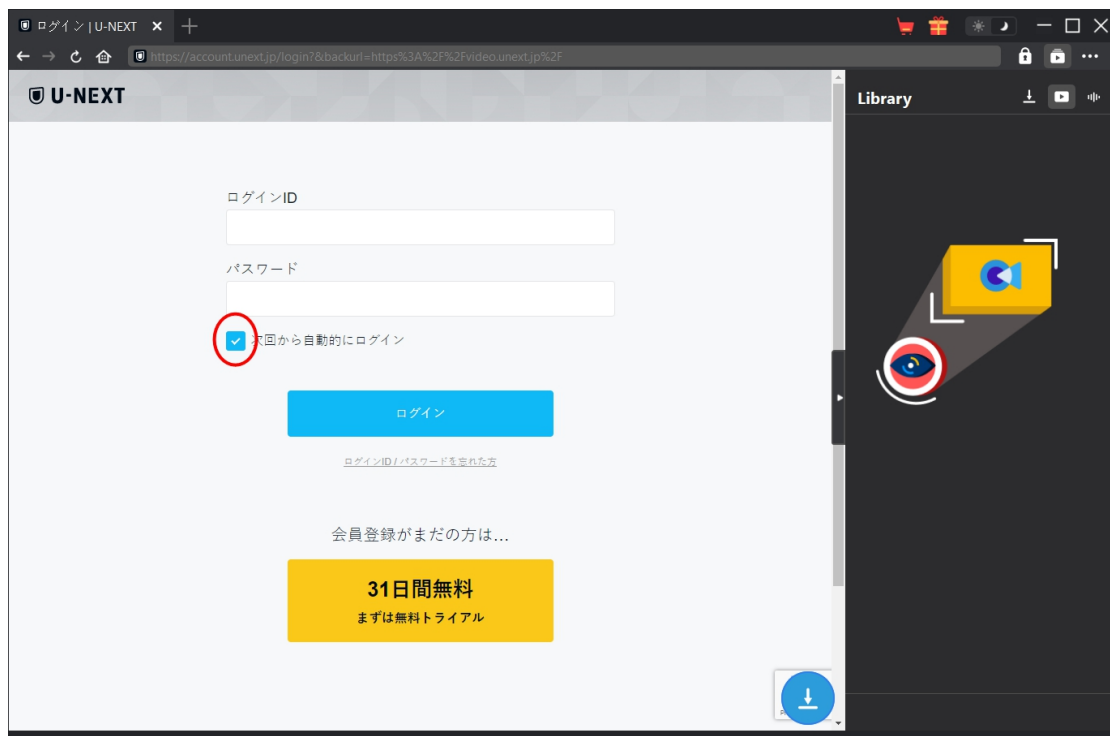 ログイン | U-NEXT
https://account.unext.jp/login?&backurl=https%3A%2F%2Fvideo.unext.jp%2F
U-NEXT
Library
ログインID
パスワード
次回から自動的にログイン
ログイン
ログインID / パスワードを忘れた方
会員登録がまだの方は...
31日間無料
まずは無料トライアル